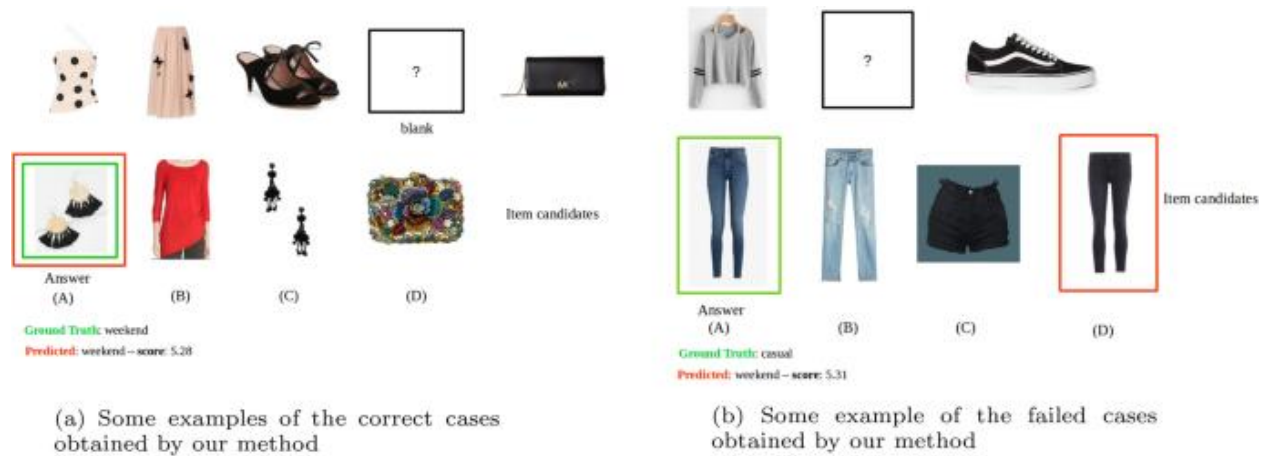 ?
blank
Item candidates
Answer
(A)
(B)
(C)
(D)
Ground Truth: weekend
Predicted: weekend – score: 5.28
(a) Some examples of the correct cases
obtained by our method
?
Item candidates
Answer
(A)
(B)
(C)
(D)
Ground Truth: casual
Predicted: weekend – score: 5.31
(b) Some example of the failed cases
obtained by our method